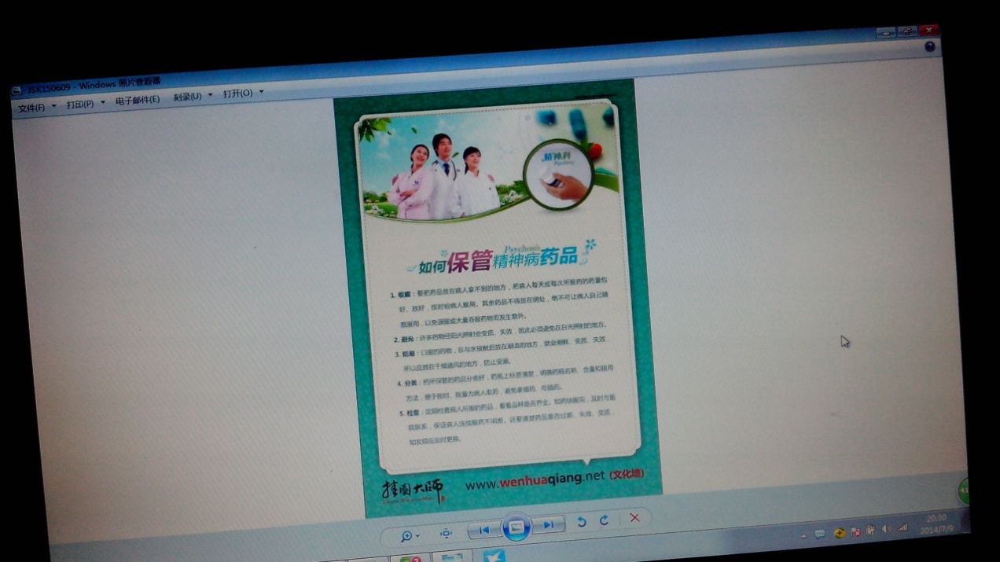 JSK150609 - Windows 照片查看器
文件(F) 打印(P) 电子邮件(E) 刻录(U) 打开(O)
精神科
Psychosis
如何保管精神病药品
1. 收藏：要把药品放在病人拿不到的地方，把病人每天或每次所服药的药量包
好、放好，按时给病人服用。其余药品不得放在明处，绝不可让病人自己随
意服用，以免误服或大量吞服药物而发生意外。
2. 避光：许多药物经阳光照射会变质、失效，因此必须避免在日光照射的地方。
3. 防潮：口服的药物，在与水接触后放在潮湿的地方，就会潮解、变质、失效，
所以应放在干燥通风的地方，防止受潮。
4. 分类：把所保管的药品分类好，药瓶上标签清楚，明确药瓶名称、含量和服用
方法，便于按时、按量为病人取药，避免拿错药、吃错药。
5. 检查：定期检查病人所服的药品，看看品种是否齐全。如药快服完，及时与医
院联系，保证病人连续服药不间断。还要清楚药品是否过期、失效、变质，
如发现应及时更换。
挂图大师 www.wenhuaqiang.net (文化墙)
41
20:30
2014/7/9